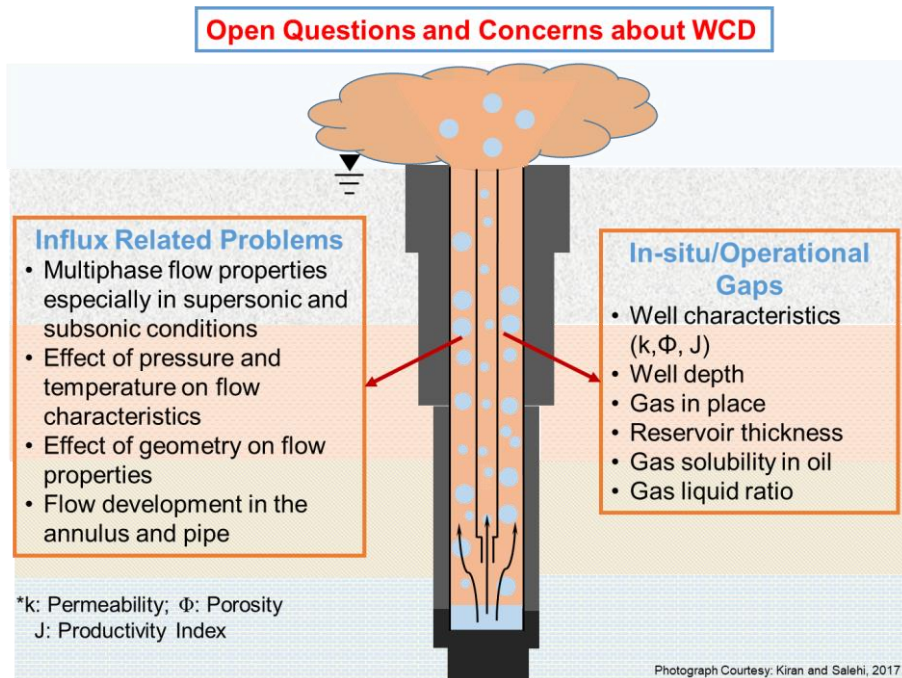 Open Questions and Concerns about WCD
Influx Related Problems
• Multiphase flow properties
especially in supersonic and
subsonic conditions
• Effect of pressure and
temperature on flow
characteristics
• Effect of geometry on flow
properties
• Flow development in the
annulus and pipe
In-situ/Operational
Gaps
• Well characteristics
(k,Φ, J)
• Well depth
• Gas in place
• Reservoir thickness
• Gas solubility in oil
• Gas liquid ratio
*k: Permeability; Φ: Porosity
J: Productivity Index
Photograph Courtesy: Kiran and Salehi, 2017